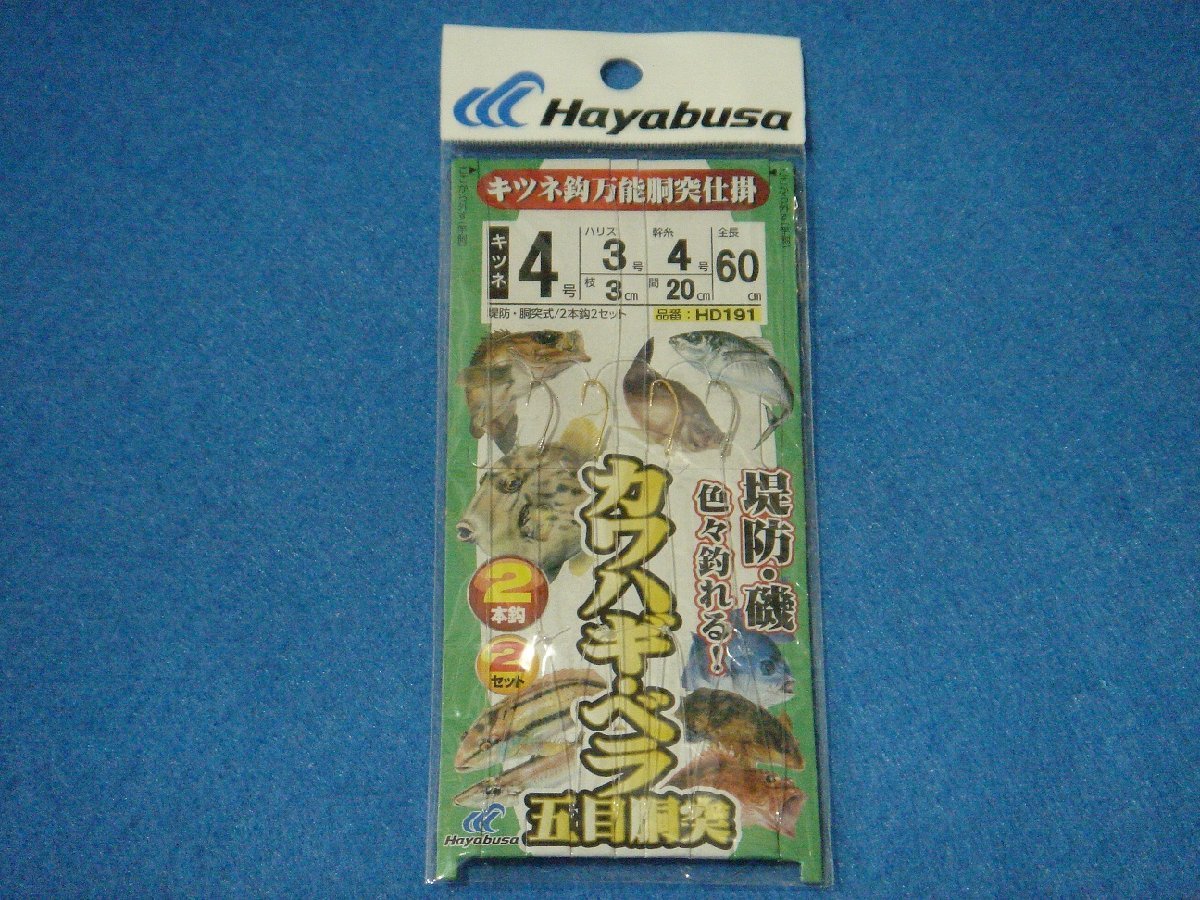 Hayabusa
キツネ鈎万能胴突仕掛
キツネ
4号
ハリス
3号
幹糸
4号
全長
60cm
枝
3cm
間
20cm
堤防・胴突式/2本鈎2セット
品番:HD191
堤防・磯
色々釣れる!
カワハギ・ベラ
五目胴突
2
本鈎
2
セット
Hayabusa